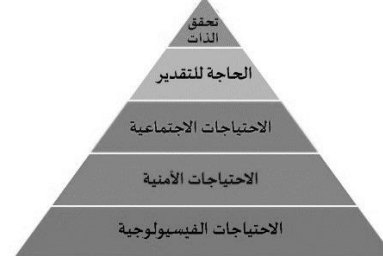 تحقق
الذات
الحاجة للتقدير
الاحتياجات الاجتماعية
الاحتياجات الأمنية
الاحتياجات الفيسيولوجية